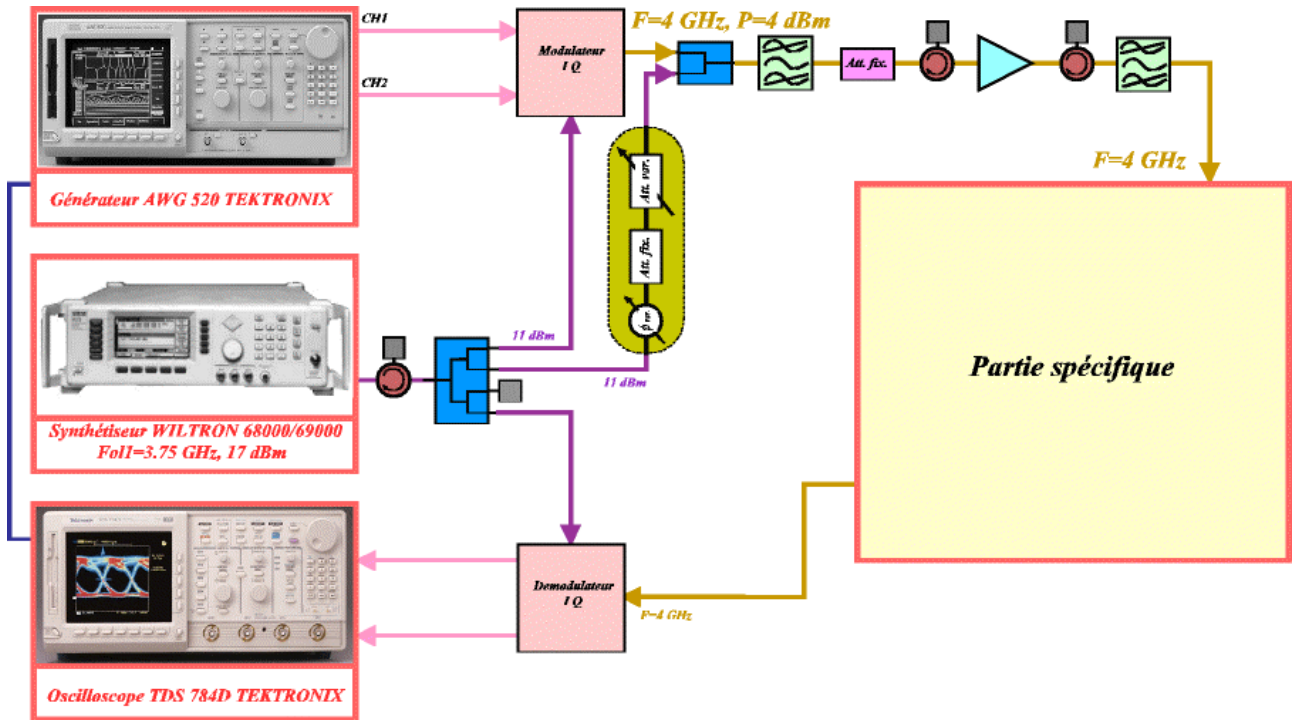 CH1
CH2
Modulateur
I Q
F=4 GHz, P=4 dBm
Att. fix.
F=4 GHz
Générateur AWG 520 TEKTRONIX
Att. var.
Att. fix.
ϕ var.
11 dBm
11 dBm
Synthétiseur WILTRON 68000/69000
Fol1=3.75 GHz, 17 dBm
Partie spécifique
Tektronix
Demodulateur
I Q
F=4 GHz
Oscilloscope TDS 784D TEKTRONIX